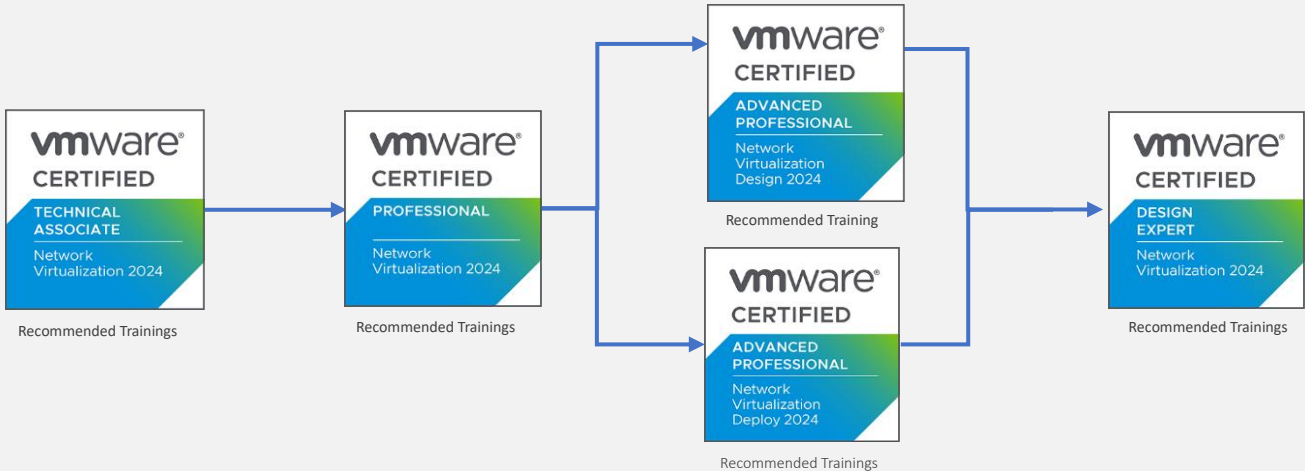 vmware®
CERTIFIED
TECHNICAL
ASSOCIATE
Network
Virtualization 2024
Recommended Trainings
vmware®
CERTIFIED
PROFESSIONAL
Network
Virtualization 2024
Recommended Trainings
vmware®
CERTIFIED
ADVANCED
PROFESSIONAL
Network
Virtualization
Design 2024
Recommended Training
vmware®
CERTIFIED
ADVANCED
PROFESSIONAL
Network
Virtualization
Deploy 2024
Recommended Trainings
vmware®
CERTIFIED
DESIGN
EXPERT
Network
Virtualization 2024
Recommended Trainings